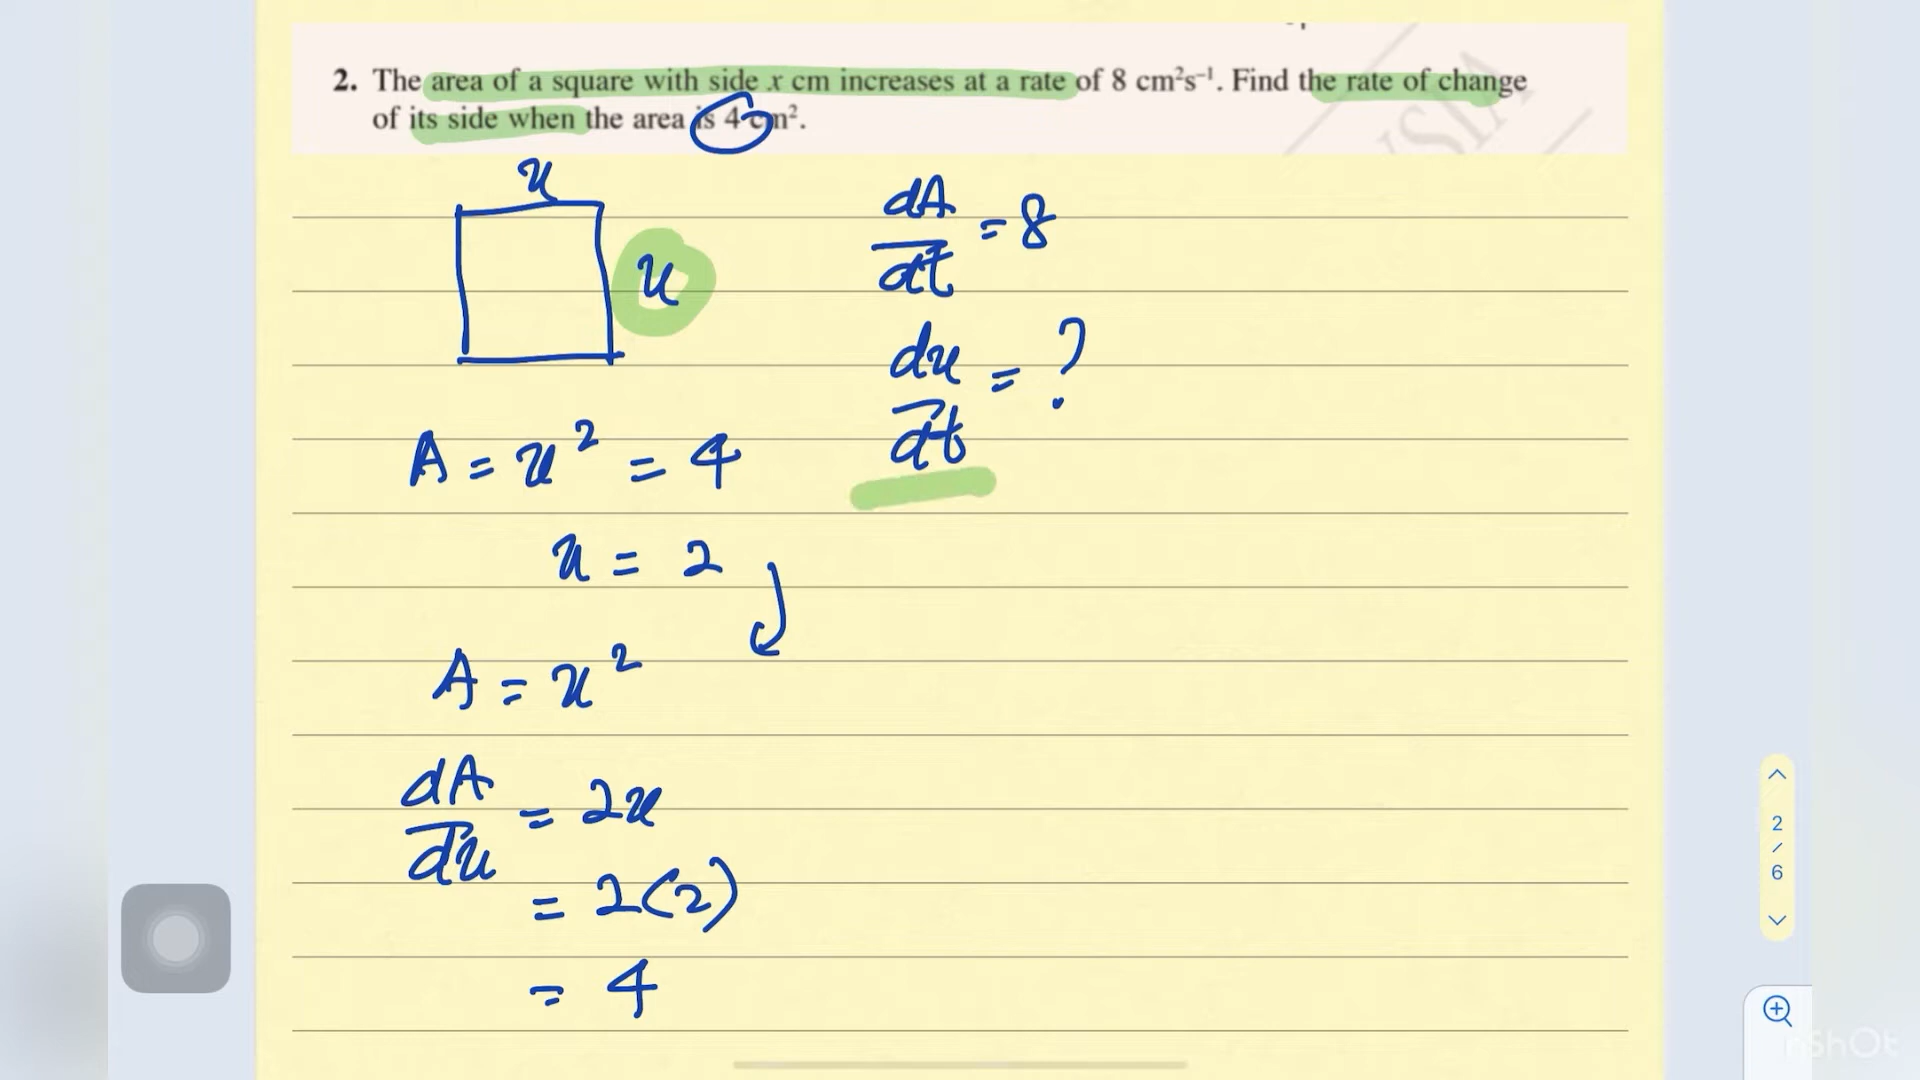 2. The area of a square with side x cm increases at a rate of 8 cm²s⁻¹. Find the rate of change
of its side when the area is 4 cm².
x
x
dA/dt = 8
dx/dt = ?
A = x² = 4
x = 2
A = x²
dA/dx = 2x
= 2(2)
= 4
2
/
6